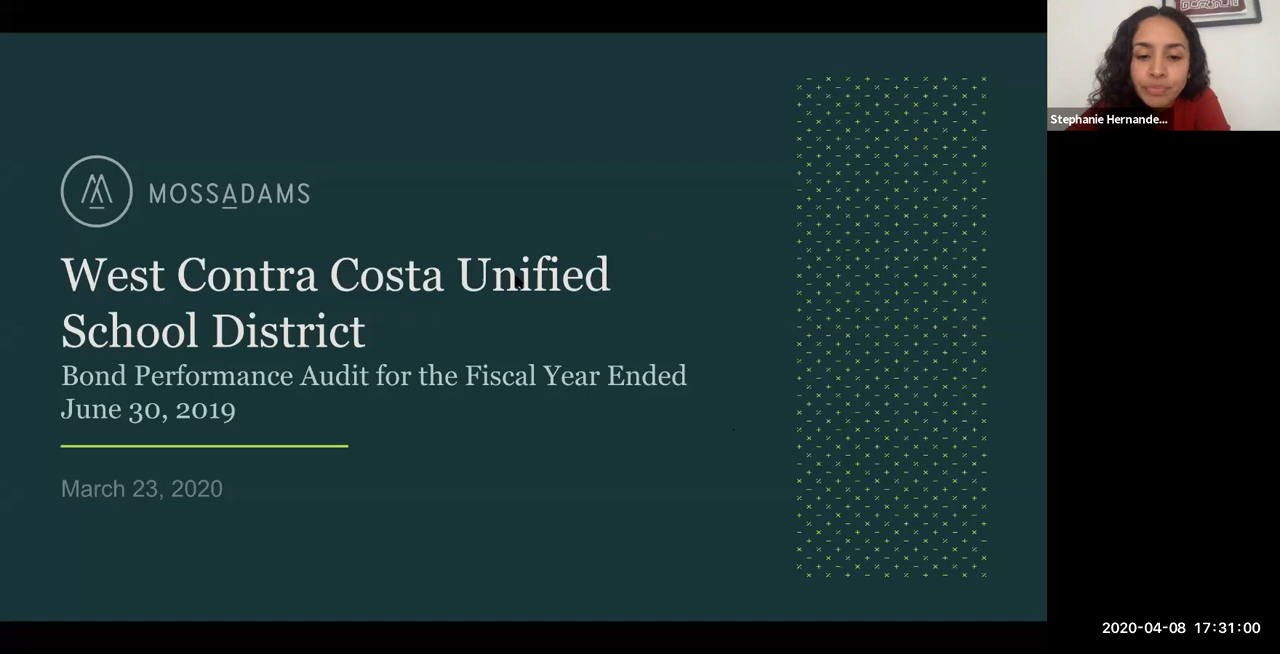 MOSSADAMS
West Contra Costa Unified
School District
Bond Performance Audit for the Fiscal Year Ended
June 30, 2019
March 23, 2020
Stephanie Hernande...
2020-04-08 17:31:00